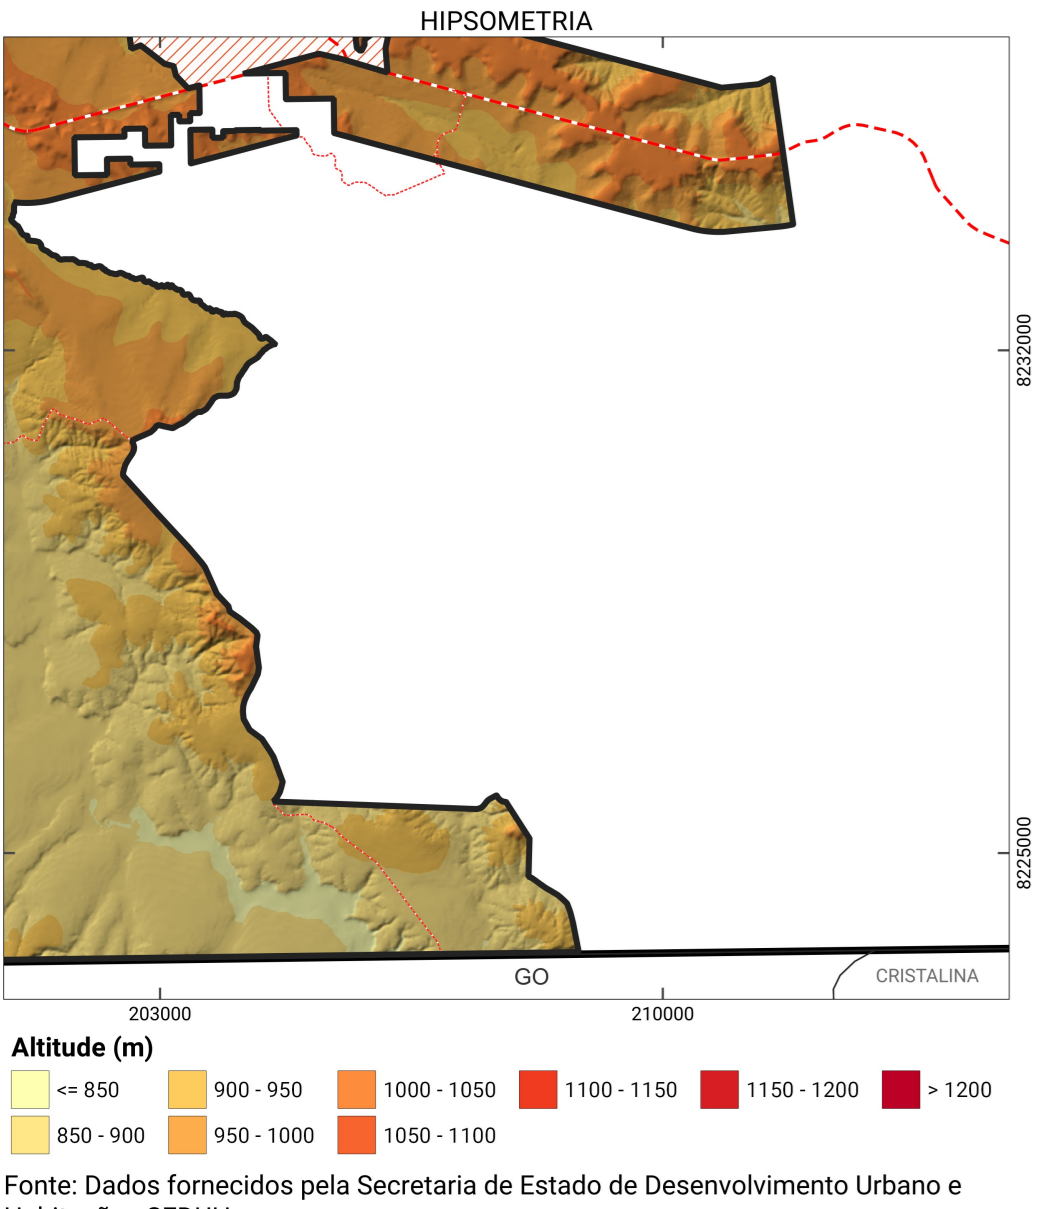 HIPSOMETRIA
8232000
8225000
GO
CRISTALINA
203000
210000
Altitude (m)
<= 850
900 - 950
1000 - 1050
1100 - 1150
1150 - 1200
> 1200
850 - 900
950 - 1000
1050 - 1100
Fonte: Dados fornecidos pela Secretaria de Estado de Desenvolvimento Urbano e